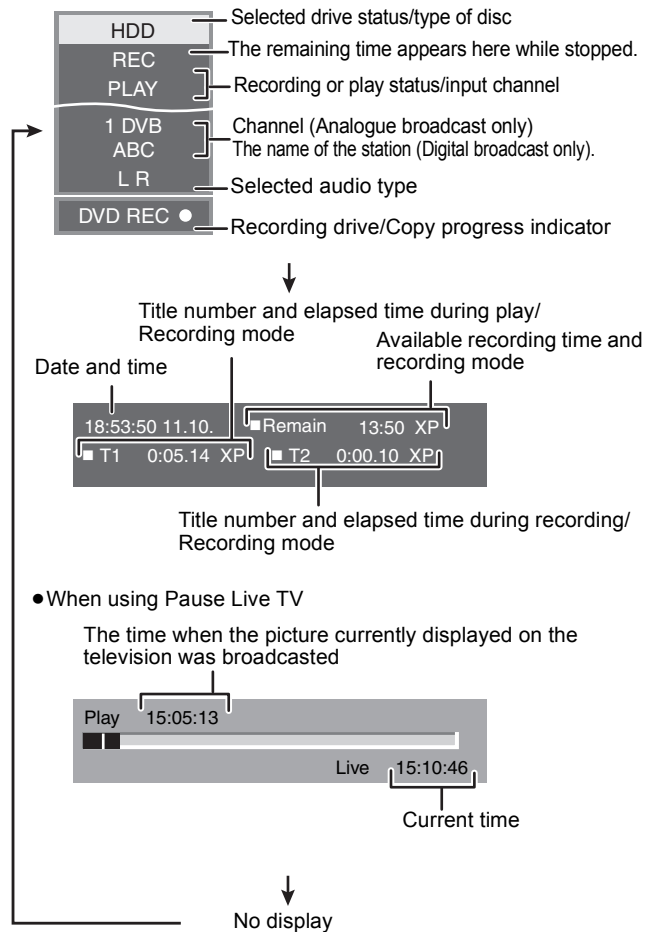 HDD
Selected drive status/type of disc
REC
The remaining time appears here while stopped.
PLAY
Recording or play status/input channel
1 DVB
Channel (Analogue broadcast only)
ABC
The name of the station (Digital broadcast only).
L R
Selected audio type
DVD REC ●
Recording drive/Copy progress indicator
Title number and elapsed time during play/
Recording mode
Available recording time and
recording mode
Date and time
18:53:50 11.10.
Remain 13:50 XP
T1 0:05.14 XP
T2 0:00.10 XP
Title number and elapsed time during recording/
Recording mode
●When using Pause Live TV
The time when the picture currently displayed on the
television was broadcasted
Play 15:05:13
Live 15:10:46
Current time
No display